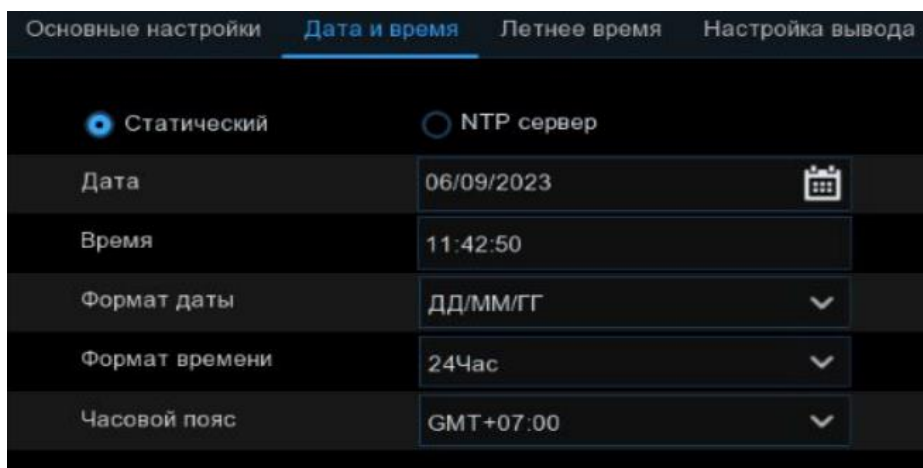 Основные настройки Дата и время Летнее время Настройка вывода
Статический NTP сервер
Дата 06/09/2023
Время 11:42:50
Формат даты ДД/ММ/ГГ
Формат времени 24Час
Часовой пояс GMT+07:00